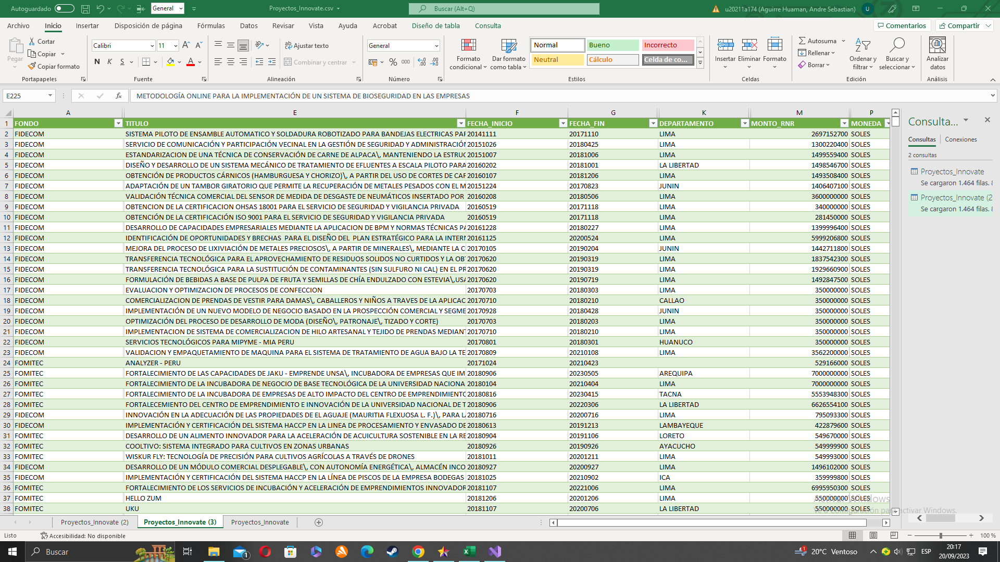 Autoguardado General Proyectos_Innovate.csv Buscar (Alt+Q) u20211a174 (Aguirre Huaman, Andre Sebastian) U
Archivo Inicio Insertar Disposición de página Fórmulas Datos Revisar Vista Ayuda Acrobat Diseño de tabla Consulta Comentarios Compartir
Pegar Cortar Copiar Copiar formato Portapapeles
Calibri 11 N K S A Fuente
Ajustar texto Combinar y centrar Alineación
General % 000 Número
Formato condicional Dar formato como tabla Normal Bueno Incorrecto Neutral Cálculo Celda de co... Estilos
Insertar Eliminar Formato Celdas
Autosuma Rellenar Borrar Ordenar y filtrar Buscar y seleccionar Edición
Analizar datos Análisis
E225 fx METODOLOGÍA ONLINE PARA LA IMPLEMENTACIÓN DE UN SISTEMA DE BIOSEGURIDAD EN LAS EMPRESAS
A E F G K M P
1 FONDO TITULO FECHA_INICIO FECHA_FIN DEPARTAMENTO MONTO_RNR MONEDA
2 FIDECOM SISTEMA PILOTO DE ENSAMBLE AUTOMATICO Y SOLDADURA ROBOTIZADO PARA BANDEJAS ELECTRICAS PAR 20141111 20171110 LIMA 2697152700 SOLES
3 FIDECOM SERVICIO DE COMUNICACIÓN Y PARTICIPACIÓN VECINAL EN LA GESTIÓN DE SEGURIDAD Y ADMINISTRACIÓN 20151026 20180425 LIMA 1300220400 SOLES
4 FIDECOM ESTANDARIZACION DE UNA TÉCNICA DE CONSERVACIÓN DE CARNE DE ALPACA\, MANTENIENDO LA ESTRUC 20151007 20181006 LIMA 1499559400 SOLES
5 FIDECOM DISEÑO Y DESARROLLO DE UN SISTEMA MECÁNICO DE TRATAMIENTO DE EFLUENTES A ESCALA PILOTO PARA 20160202 20181001 LA LIBERTAD 1498546700 SOLES
6 FIDECOM OBTENCIÓN DE PRODUCTOS CÁRNICOS (HAMBURGUESA Y CHORIZO)\, A PARTIR DEL USO DE CORTES DE CAR 20160107 20181206 LIMA 1493508400 SOLES
7 FIDECOM ADAPTACIÓN DE UN TAMBOR GIRATORIO QUE PERMITE LA RECUPERACIÓN DE METALES PESADOS CON EL M 20151224 20170823 JUNIN 1406407100 SOLES
8 FIDECOM VALIDACIÓN TÉCNICA COMERCIAL DEL SENSOR DE MEDIDA DE DESGASTE DE NEUMÁTICOS INSERTADO POR 20160208 20180506 LIMA 3600000000 SOLES
9 FIDECOM OBTENCION DE LA CERTIFICACION OHSAS 18001 PARA EL SERVICIO DE SEGURIDAD Y VIGILANCIA PRIVADA 20160519 20171118 LIMA 340000000 SOLES
10 FIDECOM OBTENCIÓN DE LA CERTIFICACIÓN ISO 9001 PARA EL SERVICIO DE SEGURIDAD Y VIGILANCIA PRIVADA 20160519 20171118 LIMA 281450000 SOLES
11 FIDECOM DESARROLLO DE CAPACIDADES EMPRESARIALES MEDIANTE LA APLICACION DE BPM Y NORMAS TÉCNICAS PA 20161228 20180227 LIMA 1399996400 SOLES
12 FIDECOM IDENTIFICACIÓN DE OPORTUNIDADES Y BRECHAS PARA EL DISEÑO DEL PLAN ESTRATÉGICO PARA LA INTERN 20161125 20200524 LIMA 5999206800 SOLES
13 FIDECOM MEJORA DEL PROCESO DE LIXIVIACIÓN DE METALES PRECIOSOS\, A PARTIR DE MINERALES\, MEDIANTE LA C 20170105 20190204 JUNIN 1442711800 SOLES
14 FIDECOM TRANSFERENCIA TECNOLÓGICA PARA EL APROVECHAMIENTO DE RESIDUOS SOLIDOS NO CURTIDOS Y LA OBT 20170620 20190319 LIMA 1837542300 SOLES
15 FIDECOM TRANSFERENCIA TECNOLÓGICA PARA LA SUSTITUCIÓN DE CONTAMINANTES (SIN SULFURO NI CAL) EN EL PR 20170620 20190319 LIMA 1929660900 SOLES
16 FIDECOM FORMULACIÓN DE BEBIDAS A BASE DE PULPA DE FRUTA Y SEMILLAS DE CHÍA ENDULZADO CON ESTEVIA\,USA 20170620 20190719 LIMA 1492847500 SOLES
17 FIDECOM EVALUACION Y OPTIMIZACION DE PROCESOS DE CONFECCION 20170703 20180303 LIMA 350000000 SOLES
18 FIDECOM COMERCIALIZACION DE PRENDAS DE VESTIR PARA DAMAS\, CABALLEROS Y NIÑOS A TRAVES DE LA APLICAC 20170710 20180210 CALLAO 350000000 SOLES
19 FIDECOM IMPLEMENTACIÓN DE UN NUEVO MODELO DE NEGOCIO BASADO EN LA PROSPECCIÓN COMERCIAL Y SEGME 20170928 20180428 JUNIN 350000000 SOLES
20 FIDECOM OPTIMIZACIÓN DEL PROCESO DE DESARROLLO DE MODA (DISEÑO\, PATRONAJE\, TIZADO Y CORTE) 20170703 20180203 LIMA 350000000 SOLES
21 FIDECOM IMPLEMENTACION DE SISTEMA DE COMERCIALIZACION DE HILO ARTESANAL Y TEJIDO DE PRENDAS MEDIANT 20170710 20180210 LIMA 350000000 SOLES
22 FIDECOM SERVICIOS TECNOLÓGICOS PARA MIPYME - MIA PERU 20170801 20180301 HUANUCO 350000000 SOLES
23 FIDECOM VALIDACION Y EMPAQUETAMIENTO DE MAQUINA PARA EL SISTEMA DE TRATAMIENTO DE AGUA BAJO LA TE 20170809 20210108 LIMA 3562200000 SOLES
24 FOMITEC ANALYZER - PERU 20171024 20210423 529166000 SOLES
25 FOMITEC FORTALECIMIENTO DE LAS CAPACIDADES DE JAKU - EMPRENDE UNSA\, INCUBADORA DE EMPRESAS QUE IM 20180906 20230505 AREQUIPA 7000000000 SOLES
26 FOMITEC FORTALECIMIENTO DE LA INCUBADORA DE NEGOCIO DE BASE TECNOLÓGICA DE LA UNIVERSIDAD NACIONA 20180104 20210404 LIMA 7000000000 SOLES
27 FOMITEC FORTALECIMIENTO DE LA INCUBADORA DE EMPRESAS DE ALTO IMPACTO DEL CENTRO DE EMPRENDIMIENTO 20180816 20230415 TACNA 5553948300 SOLES
28 FOMITEC FORTALECEMIENTO DEL CENTRO DE EMPRENDIMIENTO E INNOVACIÓN DE LA UNIVERSIDAD NACIONAL DE T 20180906 20220306 LA LIBERTAD 6626554100 SOLES
29 FIDECOM INNOVACIÓN EN LA ADECUACIÓN DE LAS PROPIEDADES DE EL AGUAJE (MAURITIA FLEXUOSA L. F.)\, PARA LA 20180716 20200716 LIMA 795093300 SOLES
30 FIDECOM IMPLEMENTACIÓN Y CERTIFICACIÓN DEL SISTEMA HACCP EN LA LINEA DE PROCESAMIENTO Y ENVASADO DE 20180613 20191213 LAMBAYEQUE 422879600 SOLES
31 FOMITEC DESARROLLO DE UN ALIMENTO INNOVADOR PARA LA ACELERACIÓN DE ACUICULTURA SOSTENIBLE EN LA RE 20180904 20191106 LORETO 549670000 SOLES
32 FOMITEC COOLTIVO: SISTEMA INTEGRADO PARA CULTIVOS EN ZONAS URBANAS 20180926 20190926 AYACUCHO 549999900 SOLES
33 FOMITEC WISKUR FLY: TECNOLOGÍA DE PRECISIÓN PARA CULTIVOS AGRÍCOLAS A TRAVÉS DE DRONES 20181011 20201211 LIMA 549993000 SOLES
34 FIDECOM DESARROLLO DE UN MÓDULO COMERCIAL DESPLEGABLE\, CON AUTONOMÍA ENERGÉTICA\, ALMACÉN INCO 20180927 20200927 LIMA 1496102000 SOLES
35 FIDECOM IMPLEMENTACIÓN Y CERTIFICACIÓN DEL SISTEMA HACCP EN LA LÍNEA DE PISCOS DE LA EMPRESA BODEGAS 20181025 20210902 ICA 359999800 SOLES
36 FOMITEC FORTALECIMIENTO DE LOS SERVICIOS DE INCUBACIÓN Y ACELERACIÓN DE EMPRENDIMIENTOS INNOVADOR 20181107 20221006 LIMA 6995950300 SOLES
37 FOMITEC HELLO ZUM 20181206 20201206 LIMA 550000000 SOLES
38 FOMITEC UKU 20181107 20200706 LA LIBERTAD 550000000 SOLES
Consulta...
Consultas Conexiones
2 consultas
Proyectos_Innovate
Se cargaron 1.464 filas.
Proyectos_Innovate (2
Se cargaron 1.464 filas.
Activar Windows
Ve a Configuración para activar Windows.
Proyectos_Innovate (2) Proyectos_Innovate (3) Proyectos_Innovate
Listo Accesibilidad: No disponible 100 %
Buscar 1 1 20°C Ventoso ESP 20:17
20/09/2023